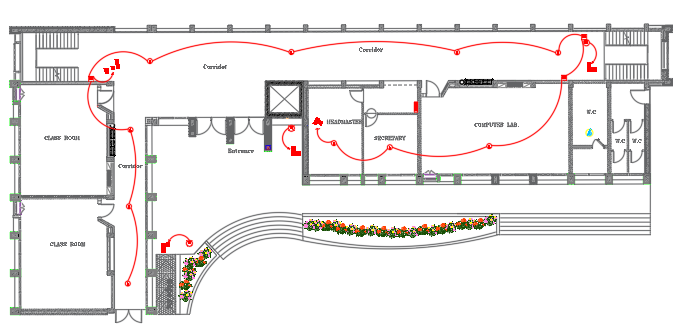 Corridor
Corridor
CLASS ROOM
Corridor
Entrance
HEADMASTER
SECRETARY
COMPUTER LAB.
W.C
W.C
W.C
CLASS ROOM